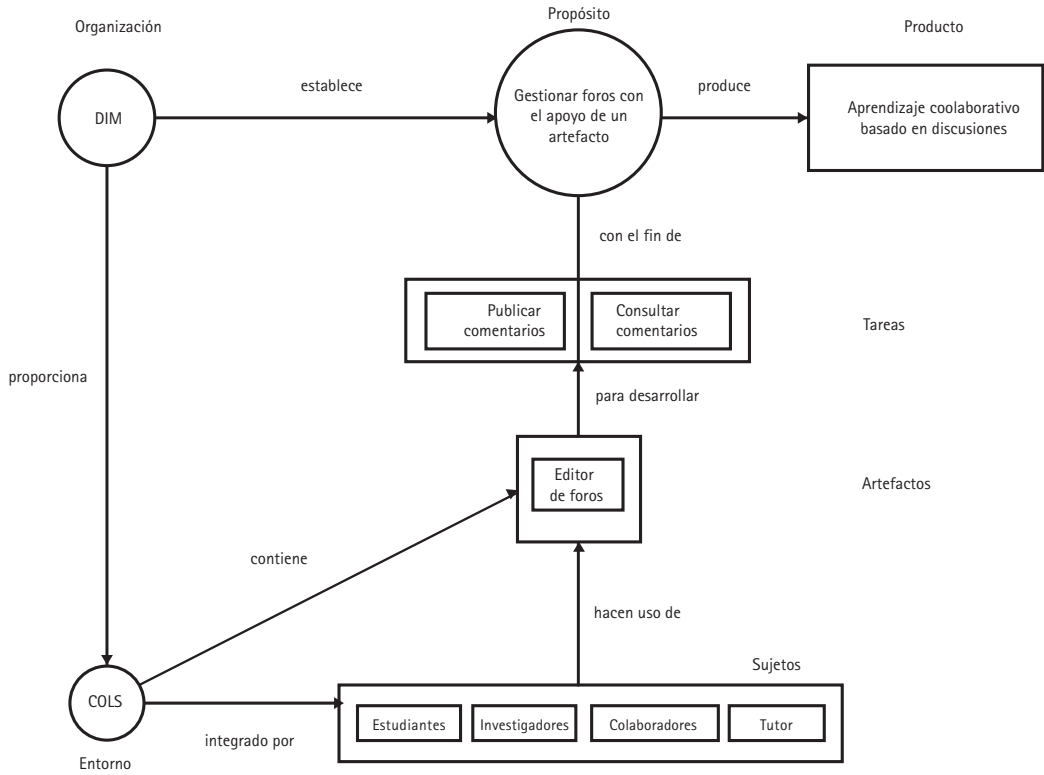 Organización
Propósito
Producto
DIM
establece
Gestionar foros con
el apoyo de un
artefacto
produce
Aprendizaje coolaborativo
basado en discusiones
con el fin de
Publicar
comentarios
Consultar
comentarios
Tareas
proporciona
para desarrollar
Editor
de foros
Artefactos
contiene
hacen uso de
Sujetos
COLS
integrado por
Estudiantes
Investigadores
Colaboradores
Tutor
Entorno